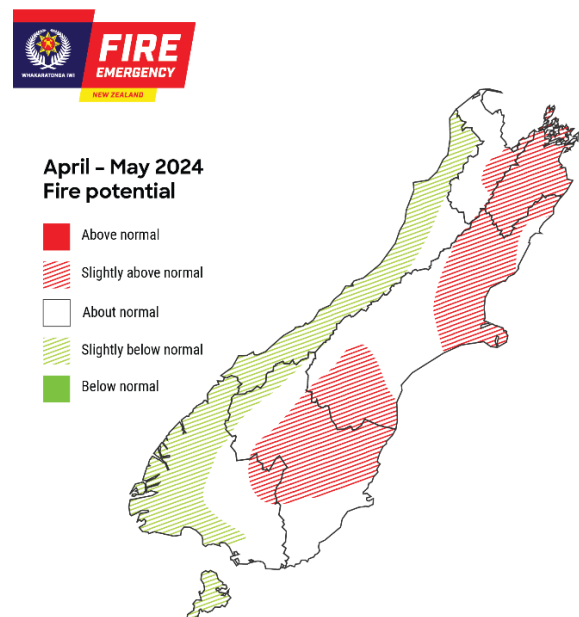 WHAKARATONGA IWI
FIRE
EMERGENCY
NEW ZEALAND
April – May 2024
Fire potential
Above normal
Slightly above normal
About normal
Slightly below normal
Below normal